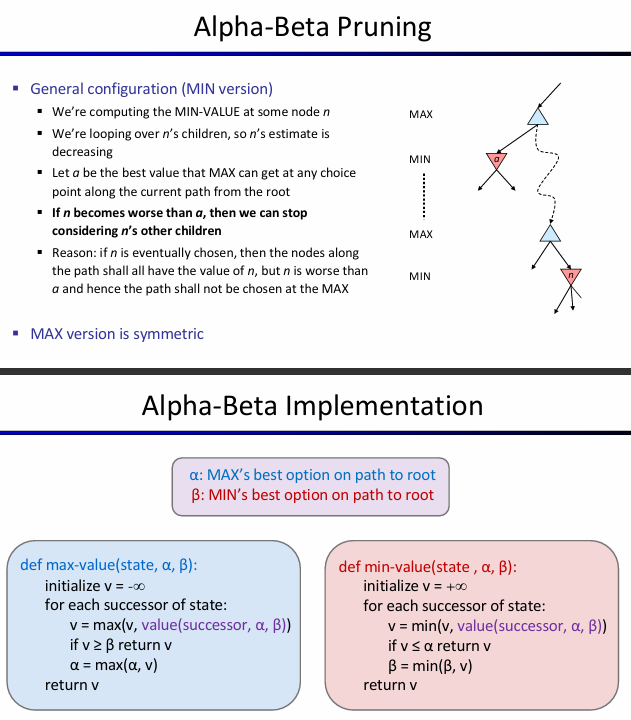 Alpha-Beta Pruning
▪ General configuration (MIN version)
▪ We're computing the MIN-VALUE at some node n
▪ We're looping over n's children, so n's estimate is
decreasing
▪ Let a be the best value that MAX can get at any choice
point along the current path from the root
▪ If n becomes worse than a, then we can stop
considering n's other children
▪ Reason: if n is eventually chosen, then the nodes along
the path shall all have the value of n, but n is worse than
a and hence the path shall not be chosen at the MAX
▪ MAX version is symmetric
MAX
MIN
a
MAX
MIN
n
Alpha-Beta Implementation
α: MAX's best option on path to root
β: MIN's best option on path to root
def max-value(state, α, β):
initialize v = -∞
for each successor of state:
v = max(v, value(successor, α, β))
if v ≥ β return v
α = max(α, v)
return v
def min-value(state , α, β):
initialize v = +∞
for each successor of state:
v = min(v, value(successor, α, β))
if v ≤ α return v
β = min(β, v)
return v